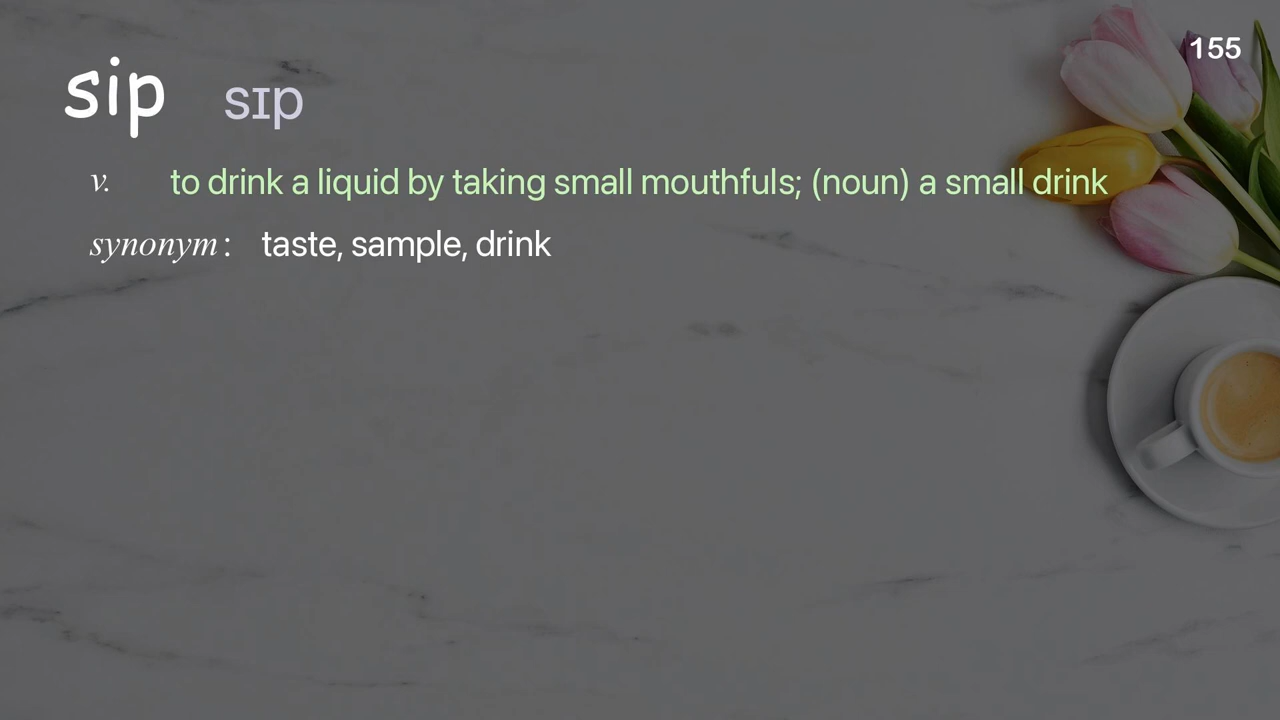 155
sip sɪp
v. to drink a liquid by taking small mouthfuls; (noun) a small drink
synonym: taste, sample, drink